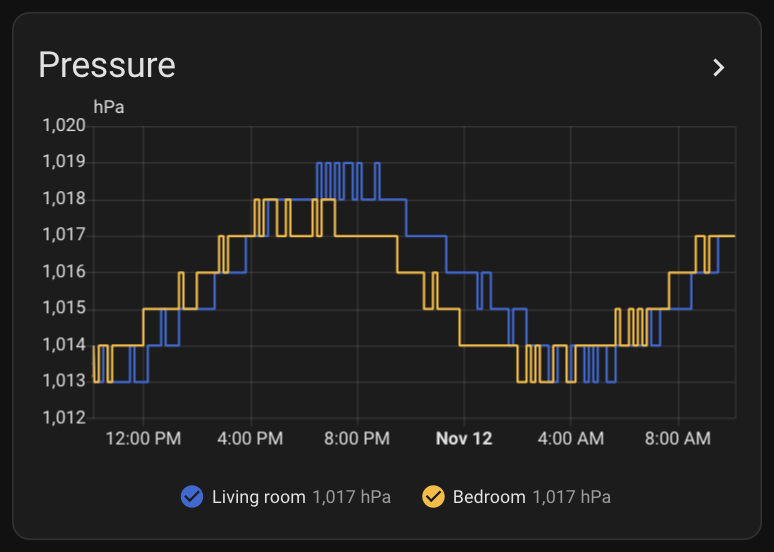 Pressure
hPa
1,020
1,019
1,018
1,017
1,016
1,015
1,014
1,013
1,012
12:00 PM 4:00 PM 8:00 PM Nov 12 4:00 AM 8:00 AM
Living room 1,017 hPa Bedroom 1,017 hPa